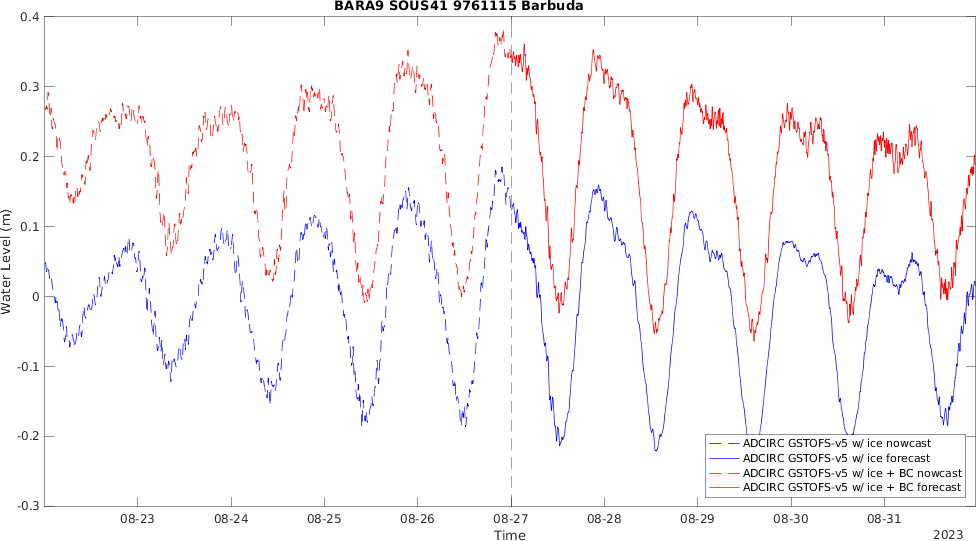 BARA9 SOUS41 9761115 Barbuda
0.4
0.3
0.2
0.1
0
-0.1
-0.2
-0.3
Water Level (m)
ADCIRC GSTOFS-v5 w/ ice nowcast
ADCIRC GSTOFS-v5 w/ ice forecast
ADCIRC GSTOFS-v5 w/ ice + BC nowcast
ADCIRC GSTOFS-v5 w/ ice + BC forecast
08-23 08-24 08-25 08-26 08-27 08-28 08-29 08-30 08-31
Time
2023